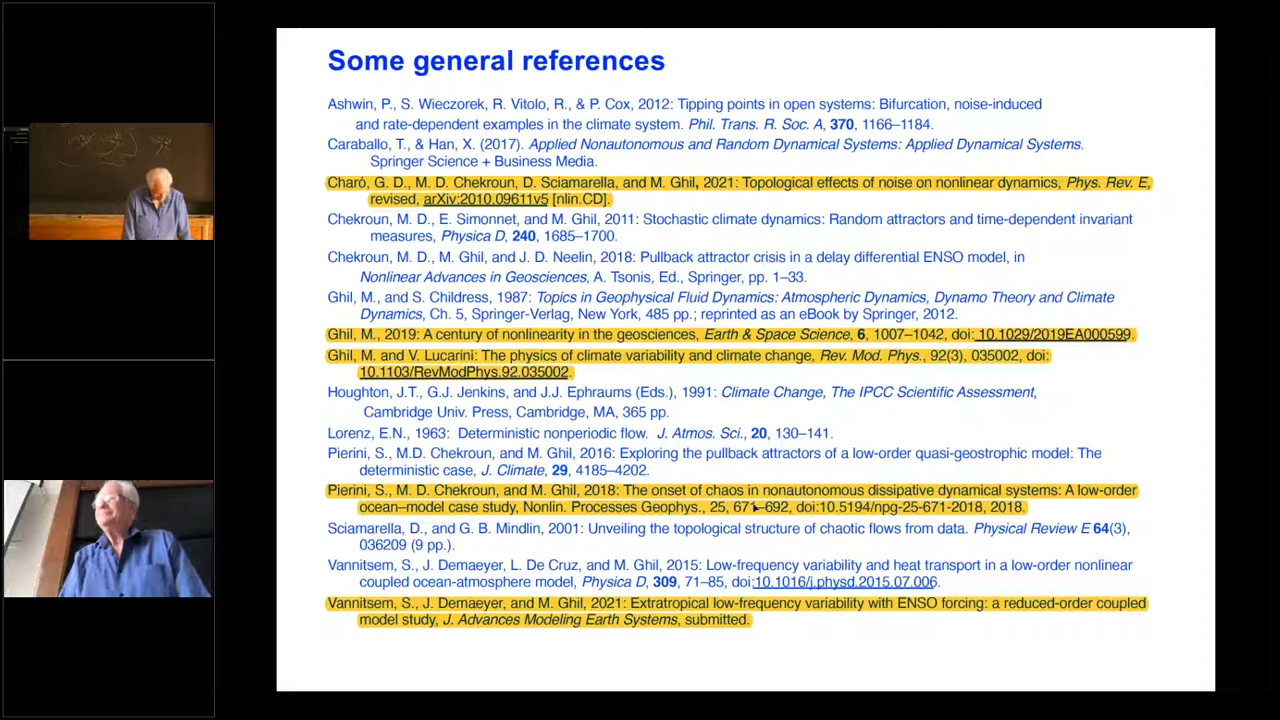 Some general references
Ashwin, P., S. Wieczorek, R. Vitolo, R., & P. Cox, 2012: Tipping points in open systems: Bifurcation, noise-induced
and rate-dependent examples in the climate system. Phil. Trans. R. Soc. A, 370, 1166–1184.
Caraballo, T., & Han, X. (2017). Applied Nonautonomous and Random Dynamical Systems: Applied Dynamical Systems.
Springer Science + Business Media.
Charó, G. D., M. D. Chekroun, D. Sciamarella, and M. Ghil, 2021: Topological effects of noise on nonlinear dynamics, Phys. Rev. E,
revised, arXiv:2010.09611v5 [nlin.CD].
Chekroun, M. D., E. Simonnet, and M. Ghil, 2011: Stochastic climate dynamics: Random attractors and time-dependent invariant
measures, Physica D, 240, 1685–1700.
Chekroun, M. D., M. Ghil, and J. D. Neelin, 2018: Pullback attractor crisis in a delay differential ENSO model, in
Nonlinear Advances in Geosciences, A. Tsonis, Ed., Springer, pp. 1–33.
Ghil, M., and S. Childress, 1987: Topics in Geophysical Fluid Dynamics: Atmospheric Dynamics, Dynamo Theory and Climate
Dynamics, Ch. 5, Springer-Verlag, New York, 485 pp.; reprinted as an eBook by Springer, 2012.
Ghil, M., 2019: A century of nonlinearity in the geosciences, Earth & Space Science, 6, 1007–1042, doi: 10.1029/2019EA000599.
Ghil, M. and V. Lucarini: The physics of climate variability and climate change, Rev. Mod. Phys., 92(3), 035002, doi:
10.1103/RevModPhys.92.035002.
Houghton, J.T., G.J. Jenkins, and J.J. Ephraums (Eds.), 1991: Climate Change, The IPCC Scientific Assessment,
Cambridge Univ. Press, Cambridge, MA, 365 pp.
Lorenz, E.N., 1963: Deterministic nonperiodic flow. J. Atmos. Sci., 20, 130–141.
Pierini, S., M.D. Chekroun, and M. Ghil, 2016: Exploring the pullback attractors of a low-order quasi-geostrophic model: The
deterministic case, J. Climate, 29, 4185–4202.
Pierini, S., M. D. Chekroun, and M. Ghil, 2018: The onset of chaos in nonautonomous dissipative dynamical systems: A low-order
ocean–model case study, Nonlin. Processes Geophys., 25, 671–692, doi:10.5194/npg-25-671-2018, 2018.
Sciamarella, D., and G. B. Mindlin, 2001: Unveiling the topological structure of chaotic flows from data. Physical Review E 64(3),
036209 (9 pp.).
Vannitsem, S., J. Demaeyer, L. De Cruz, and M. Ghil, 2015: Low-frequency variability and heat transport in a low-order nonlinear
coupled ocean-atmosphere model, Physica D, 309, 71–85, doi:10.1016/j.physd.2015.07.006.
Vannitsem, S., J. Demaeyer, and M. Ghil, 2021: Extratropical low-frequency variability with ENSO forcing: a reduced-order coupled
model study, J. Advances Modeling Earth Systems, submitted.